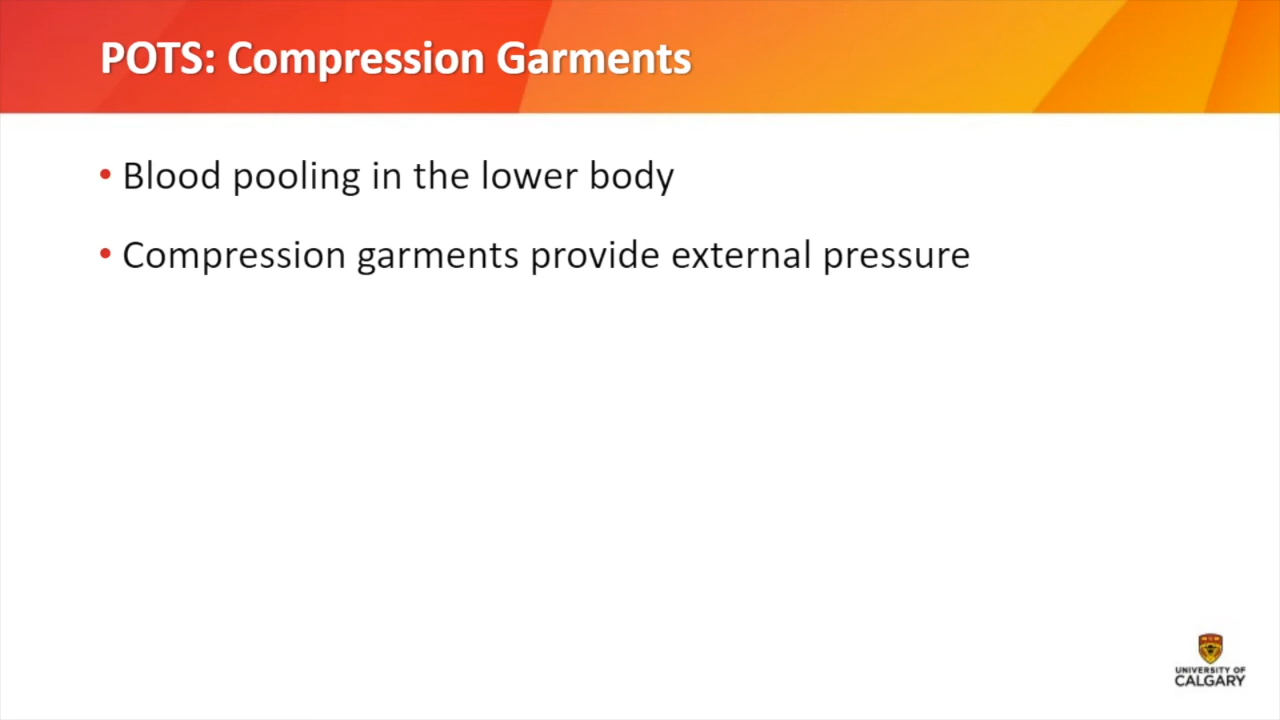 POTS: Compression Garments
• Blood pooling in the lower body
• Compression garments provide external pressure
UNIVERSITY OF
CALGARY